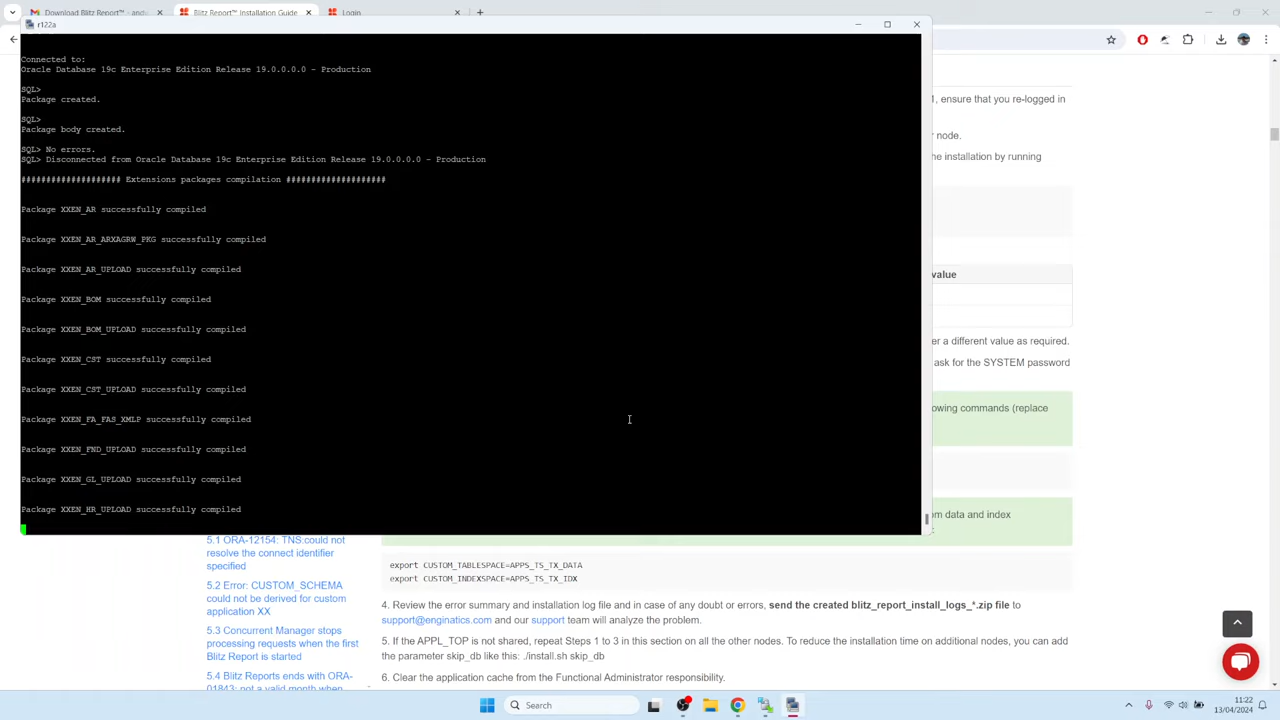 Download Blitz Report™ - and
Blitz Report™ Installation Guide
Login
r122a
Connected to:
Oracle Database 19c Enterprise Edition Release 19.0.0.0.0 - Production
SQL>
Package created.
SQL>
Package body created.
SQL> No errors.
SQL> Disconnected from Oracle Database 19c Enterprise Edition Release 19.0.0.0.0 - Production
#################### Extensions packages compilation ####################
Package XXEN_AR successfully compiled
Package XXEN_AR_ARXAGRW_PKG successfully compiled
Package XXEN_AR_UPLOAD successfully compiled
Package XXEN_BOM successfully compiled
Package XXEN_BOM_UPLOAD successfully compiled
Package XXEN_CST successfully compiled
Package XXEN_CST_UPLOAD successfully compiled
Package XXEN_FA_FAS_XMLP successfully compiled
Package XXEN_FND_UPLOAD successfully compiled
Package XXEN_GL_UPLOAD successfully compiled
Package XXEN_HR_UPLOAD successfully compiled
1, ensure that you re-logged in
r node.
he installation by running
value
er a different value as required.
ask for the SYSTEM password
owing commands (replace
om data and index
5.1 ORA-12154: TNS:could not
resolve the connect identifier
specified
5.2 Error: CUSTOM_SCHEMA
could not be derived for custom
application XX
5.3 Concurrent Manager stops
processing requests when the first
Blitz Report is started
5.4 Blitz Reports ends with ORA-
01843: not a valid month when
export CUSTOM_TABLESPACE=APPS_TS_TX_DATA
export CUSTOM_INDEXSPACE=APPS_TS_TX_IDX
4. Review the error summary and installation log file and in case of any doubt or errors, send the created blitz_report_install_logs_*.zip file to
support@enginatics.com and our support team will analyze the problem.
5. If the APPL_TOP is not shared, repeat Steps 1 to 3 in this section on all the other nodes. To reduce the installation time on additional nodes, you can add
the parameter skip_db like this: ./install.sh skip_db
6. Clear the application cache from the Functional Administrator responsibility.
Search
11:22
13/04/2024